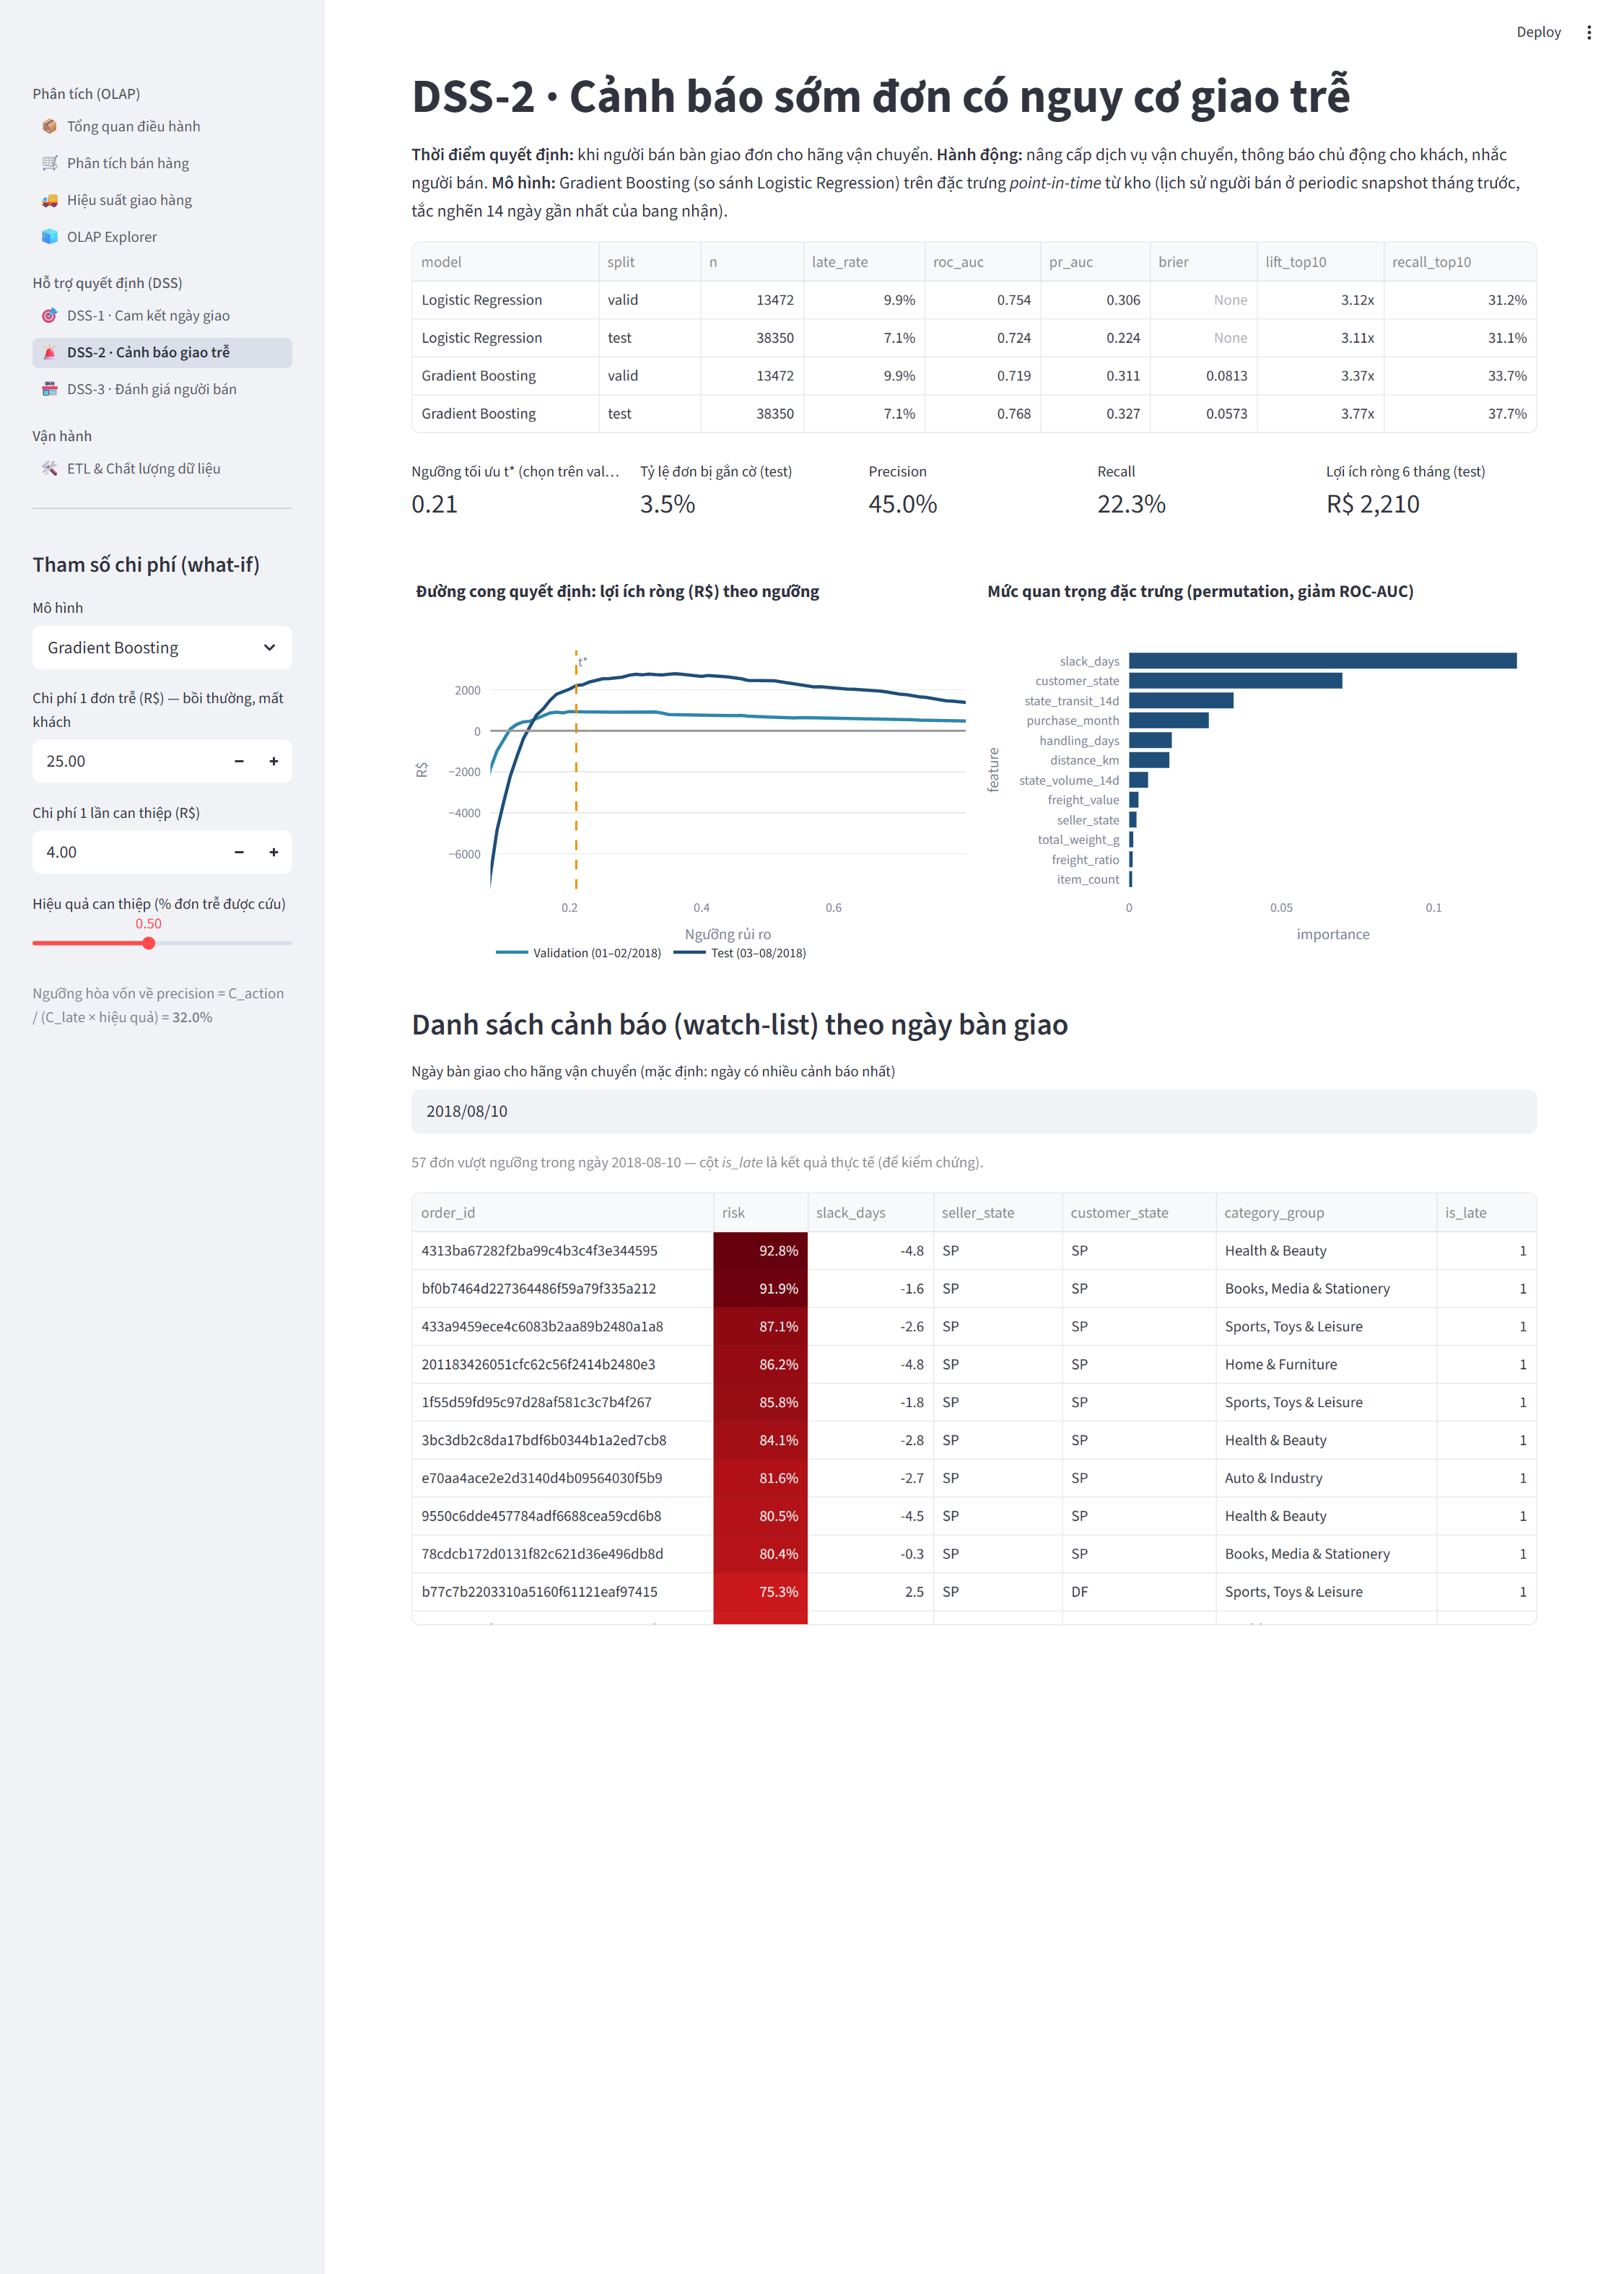 Deploy
Phân tích (OLAP)
Tổng quan điều hành
Phân tích bán hàng
Hiệu suất giao hàng
OLAP Explorer
Hỗ trợ quyết định (DSS)
DSS-1 · Cam kết ngày giao
DSS-2 · Cảnh báo giao trễ
DSS-3 · Đánh giá người bán
Vận hành
ETL & Chất lượng dữ liệu
Tham số chi phí (what-if)
Mô hình
Gradient Boosting
Chi phí 1 đơn trễ (R$) — bồi thường, mất
khách
25.00
Chi phí 1 lần can thiệp (R$)
4.00
Hiệu quả can thiệp (% đơn trễ được cứu)
0.50
Ngưỡng hòa vốn về precision = C_action
/ (C_late × hiệu quả) = 32.0%
DSS-2 · Cảnh báo sớm đơn có nguy cơ giao trễ
Thời điểm quyết định: khi người bán bàn giao đơn cho hãng vận chuyển. Hành động: nâng cấp dịch vụ vận chuyển, thông báo chủ động cho khách, nhắc
người bán. Mô hình: Gradient Boosting (so sánh Logistic Regression) trên đặc trưng point-in-time từ kho (lịch sử người bán ở periodic snapshot tháng trước,
tắc nghẽn 14 ngày gần nhất của bang nhận).
model split n late_rate roc_auc pr_auc brier lift_top10 recall_top10
Logistic Regression valid 13472 9.9% 0.754 0.306 None 3.12x 31.2%
Logistic Regression test 38350 7.1% 0.724 0.224 None 3.11x 31.1%
Gradient Boosting valid 13472 9.9% 0.719 0.311 0.0813 3.37x 33.7%
Gradient Boosting test 38350 7.1% 0.768 0.327 0.0573 3.77x 37.7%
Ngưỡng tối ưu t* (chọn trên val… Tỷ lệ đơn bị gắn cờ (test) Precision Recall Lợi ích ròng 6 tháng (test)
0.21 3.5% 45.0% 22.3% R$ 2,210
Đường cong quyết định: lợi ích ròng (R$) theo ngưỡng
t*
2000
0
−2000
−4000
−6000
R$
0.2 0.4 0.6
Ngưỡng rủi ro
Validation (01–02/2018) Test (03–08/2018)
Mức quan trọng đặc trưng (permutation, giảm ROC-AUC)
slack_days
customer_state
state_transit_14d
purchase_month
handling_days
distance_km
state_volume_14d
freight_value
seller_state
total_weight_g
freight_ratio
item_count
feature
0 0.05 0.1
importance
Danh sách cảnh báo (watch-list) theo ngày bàn giao
Ngày bàn giao cho hãng vận chuyển (mặc định: ngày có nhiều cảnh báo nhất)
2018/08/10
57 đơn vượt ngưỡng trong ngày 2018-08-10 — cột is_late là kết quả thực tế (để kiểm chứng).
order_id risk slack_days seller_state customer_state category_group is_late
4313ba67282f2ba99c4b3c4f3e344595 92.8% -4.8 SP SP Health & Beauty 1
bf0b7464d227364486f59a79f335a212 91.9% -1.6 SP SP Books, Media & Stationery 1
433a9459ece4c6083b2aa89b2480a1a8 87.1% -2.6 SP SP Sports, Toys & Leisure 1
201183426051cfc62c56f2414b2480e3 86.2% -4.8 SP SP Home & Furniture 1
1f55d59fd95c97d28af581c3c7b4f267 85.8% -1.8 SP SP Sports, Toys & Leisure 1
3bc3db2c8da17bdf6b0344b1a2ed7cb8 84.1% -2.8 SP SP Health & Beauty 1
e70aa4ace2e2d3140d4b09564030f5b9 81.6% -2.7 SP SP Auto & Industry 1
9550c6dde457784adf6688cea59cd6b8 80.5% -4.5 SP SP Health & Beauty 1
78cdcb172d0131f82c621d36e496db8d 80.4% -0.3 SP SP Books, Media & Stationery 1
b77c7b2203310a5160f61121eaf97415 75.3% 2.5 SP DF Sports, Toys & Leisure 1